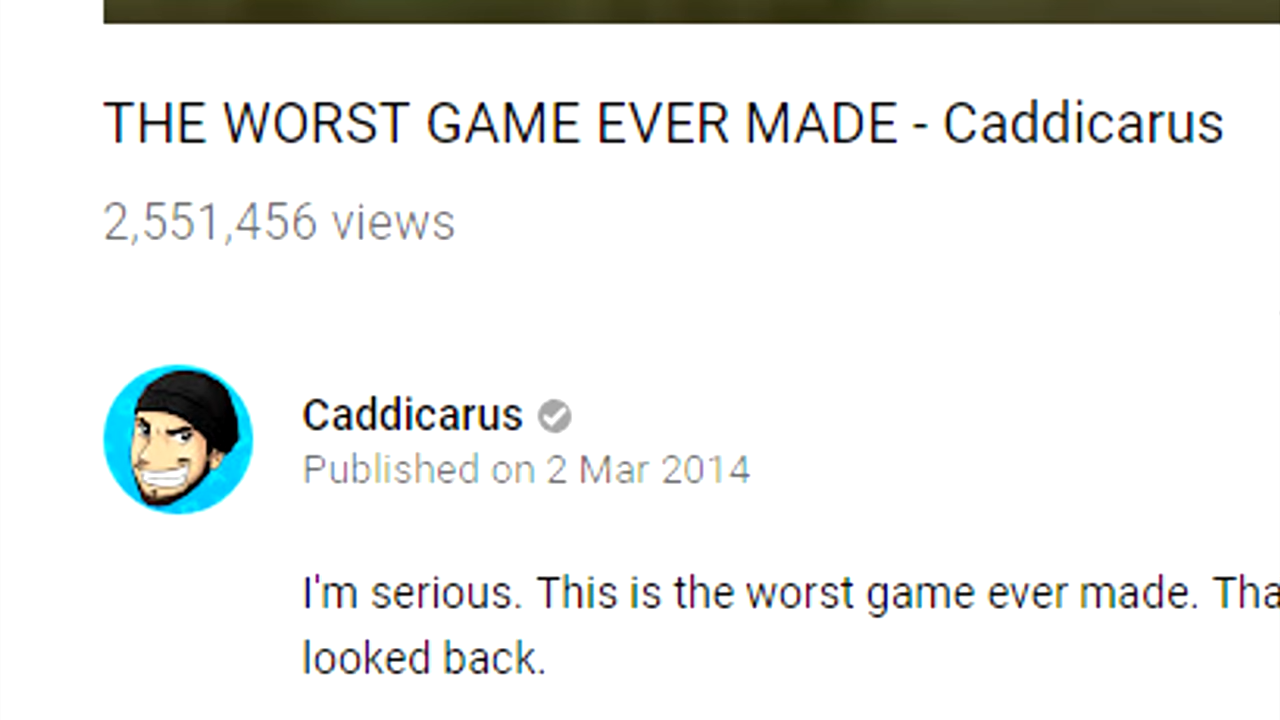 THE WORST GAME EVER MADE - Caddicarus
2,551,456 views
Caddicarus
Published on 2 Mar 2014
I'm serious. This is the worst game ever made. Tha
looked back.